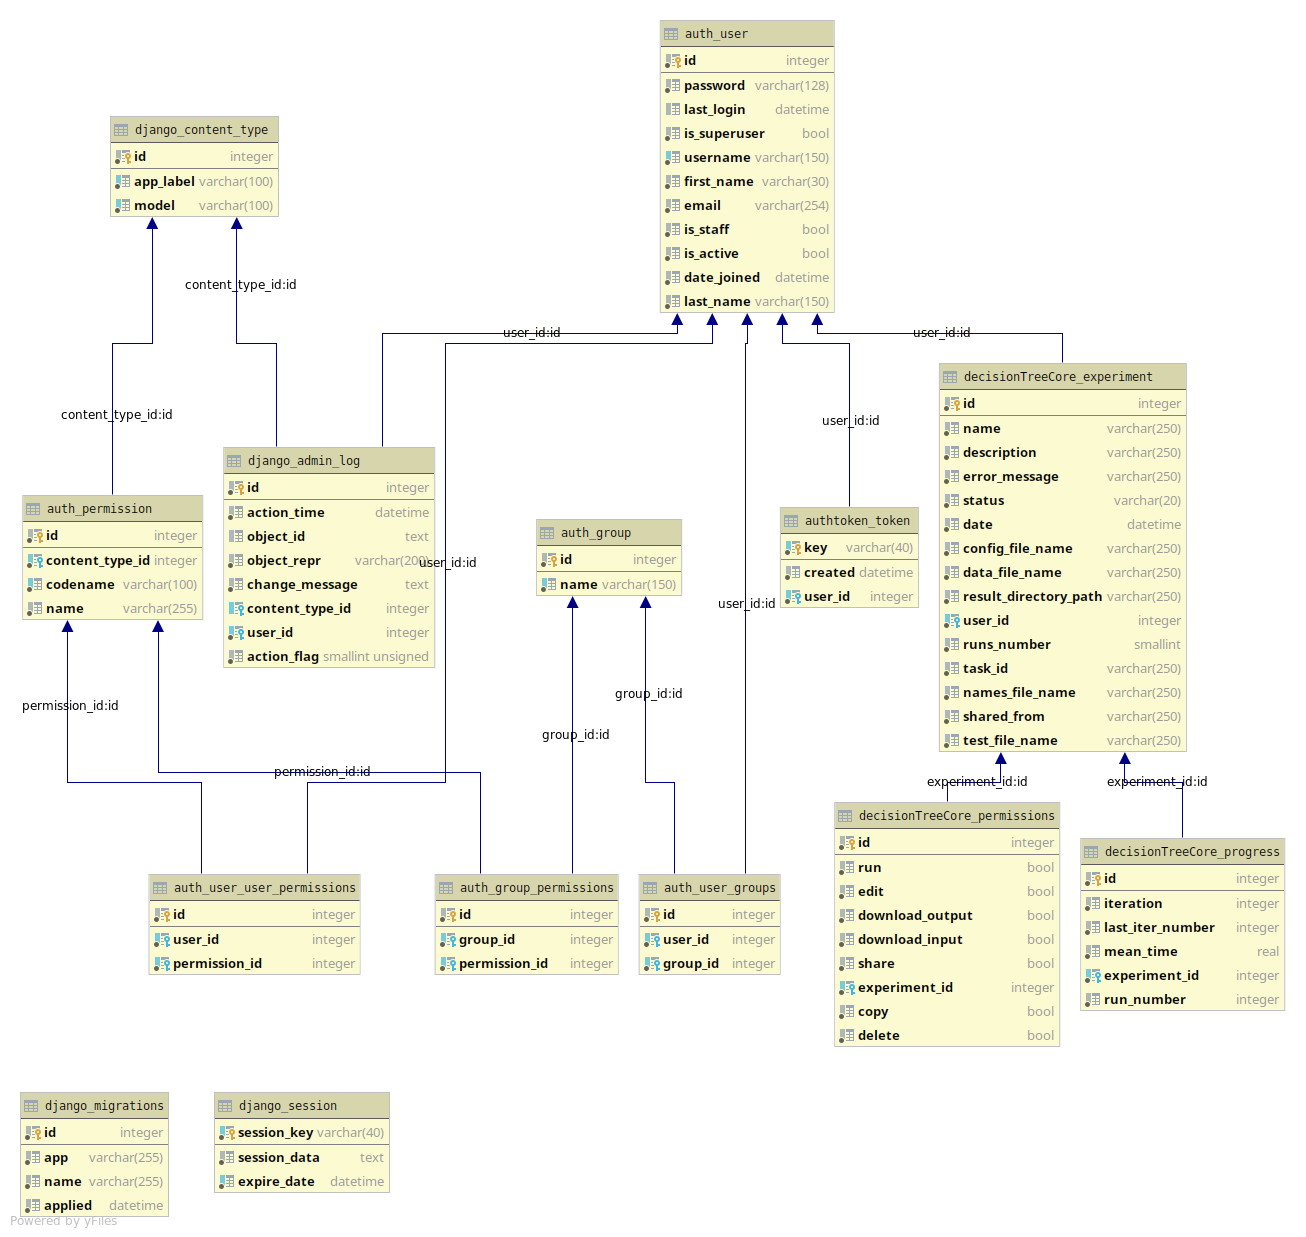 auth_user
id integer
password varchar(128)
last_login datetime
is_superuser bool
username varchar(150)
first_name varchar(30)
email varchar(254)
is_staff bool
is_active bool
date_joined datetime
last_name varchar(150)
django_content_type
id integer
app_label varchar(100)
model varchar(100)
content_type_id:id
user_id:id
user_id:id
content_type_id:id
user_id:id
decisionTreeCore_experiment
id integer
name varchar(250)
description varchar(250)
error_message varchar(250)
status varchar(20)
date datetime
config_file_name varchar(250)
data_file_name varchar(250)
result_directory_path varchar(250)
user_id integer
runs_number smallint
task_id varchar(250)
names_file_name varchar(250)
shared_from varchar(250)
test_file_name varchar(250)
django_admin_log
id integer
action_time datetime
object_id text
object_repr varchar(200)
change_message text
content_type_id integer
user_id integer
action_flag smallint unsigned
user_id:id
auth_permission
id integer
content_type_id integer
codename varchar(100)
name varchar(255)
auth_group
id integer
name varchar(150)
authtoken_token
key varchar(40)
created datetime
user_id integer
user_id:id
permission_id:id
group_id:id
group_id:id
permission_id:id
experiment_id:id
experiment_id:id
auth_user_user_permissions
id integer
user_id integer
permission_id integer
auth_group_permissions
id integer
group_id integer
permission_id integer
auth_user_groups
id integer
user_id integer
group_id integer
decisionTreeCore_permissions
id integer
run bool
edit bool
download_output bool
download_input bool
share bool
experiment_id integer
copy bool
delete bool
decisionTreeCore_progress
id integer
iteration integer
last_iter_number integer
mean_time real
experiment_id integer
run_number integer
django_migrations
id integer
app varchar(255)
name varchar(255)
applied datetime
django_session
session_key varchar(40)
session_data text
expire_date datetime
Powered by yFiles